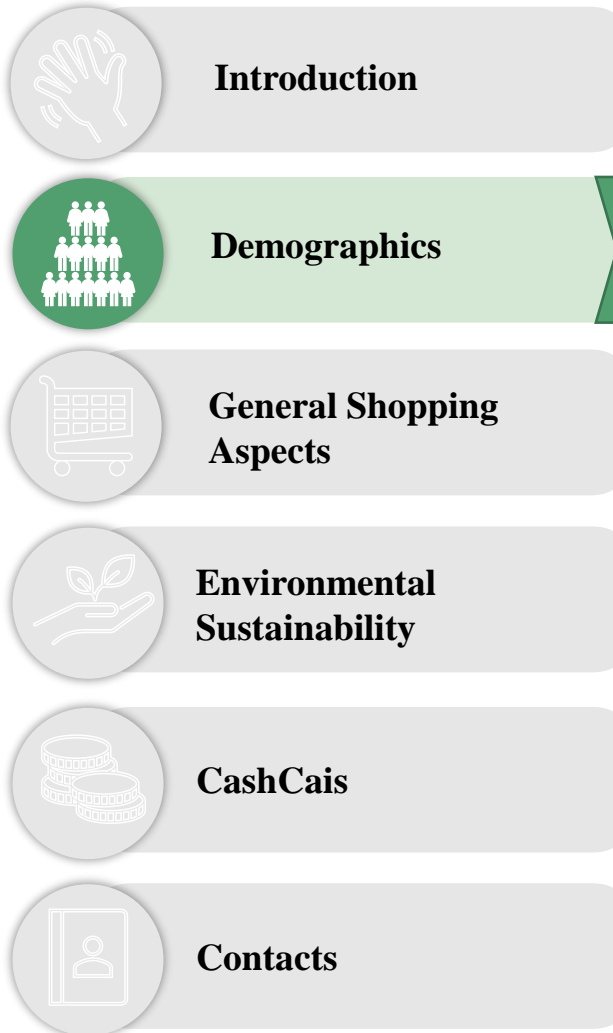 Introduction
Demographics
General Shopping
Aspects
Environmental
Sustainability
CashCais
Contacts